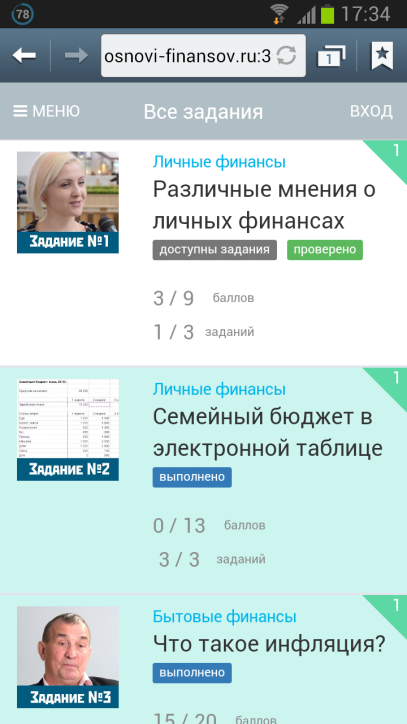 78
17:34
osnovi-finansov.ru:3
1
МЕНЮ
Все задания
ВХОД
1
Личные финансы
Различные мнения о
личных финансах
ЗАДАНИЕ №1
доступны задания
проверено
3 / 9 баллов
1 / 3 заданий
1
Личные финансы
Семейный бюджет в
электронной таблице
ЗАДАНИЕ №2
выполнено
0 / 13 баллов
3 / 3 заданий
1
Бытовые финансы
Что такое инфляция?
ЗАДАНИЕ №3
выполнено
15 / 20 баллов